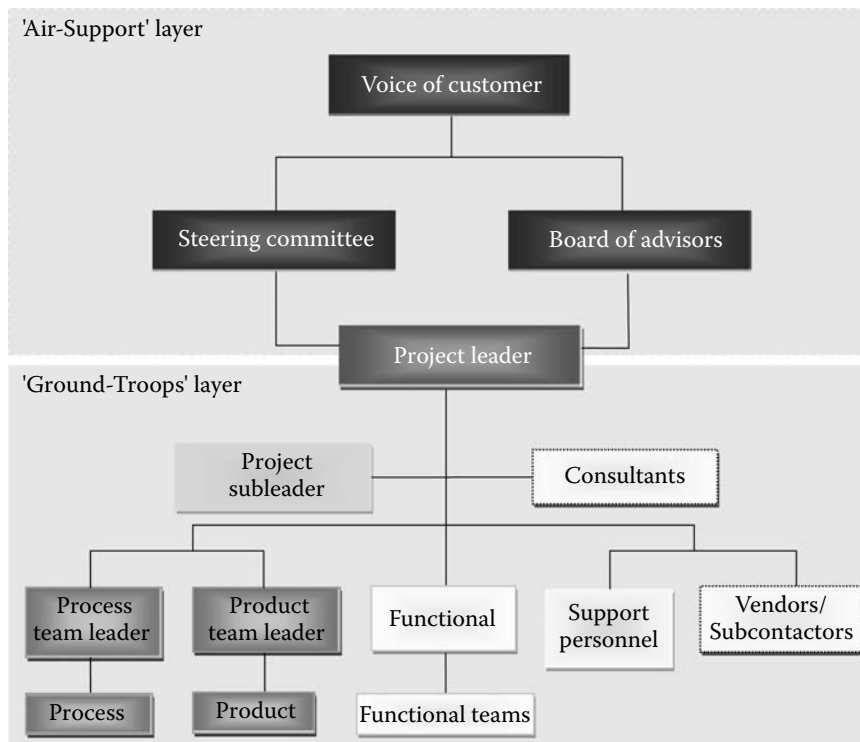 'Air-Support' layer
Voice of customer
Steering committee
Board of advisors
Project leader
'Ground-Troops' layer
Project
subleader
Consultants
Process
team leader
Product
team leader
Functional
Support
personnel
Vendors/
Subcontactors
Process
Product
Functional teams